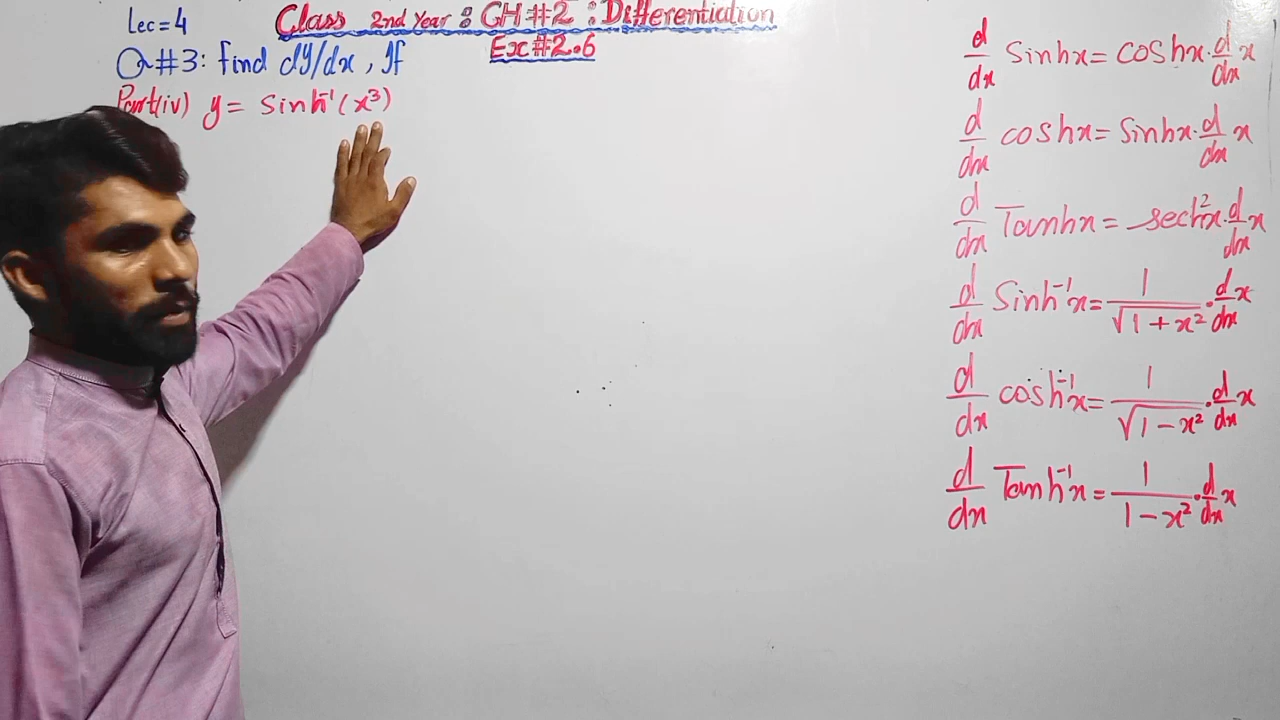 Lec=4
Class 2nd Year : CH#2 : Differentiation
Ex#2.6
Q#3: Find dy/dx, If
Part(iv) y = Sinh⁻¹(x³)
d/dx Sinhx = coshx · d/dx x
d/dx coshx = Sinhx · d/dx x
d/dx Tanhx = sech²x · d/dx x
d/dx Sinh⁻¹x = 1/√(1+x²) · d/dx x
d/dx cosh⁻¹x = 1/√(1-x²) · d/dx x
d/dx Tanh⁻¹x = 1/(1-x²) · d/dx x